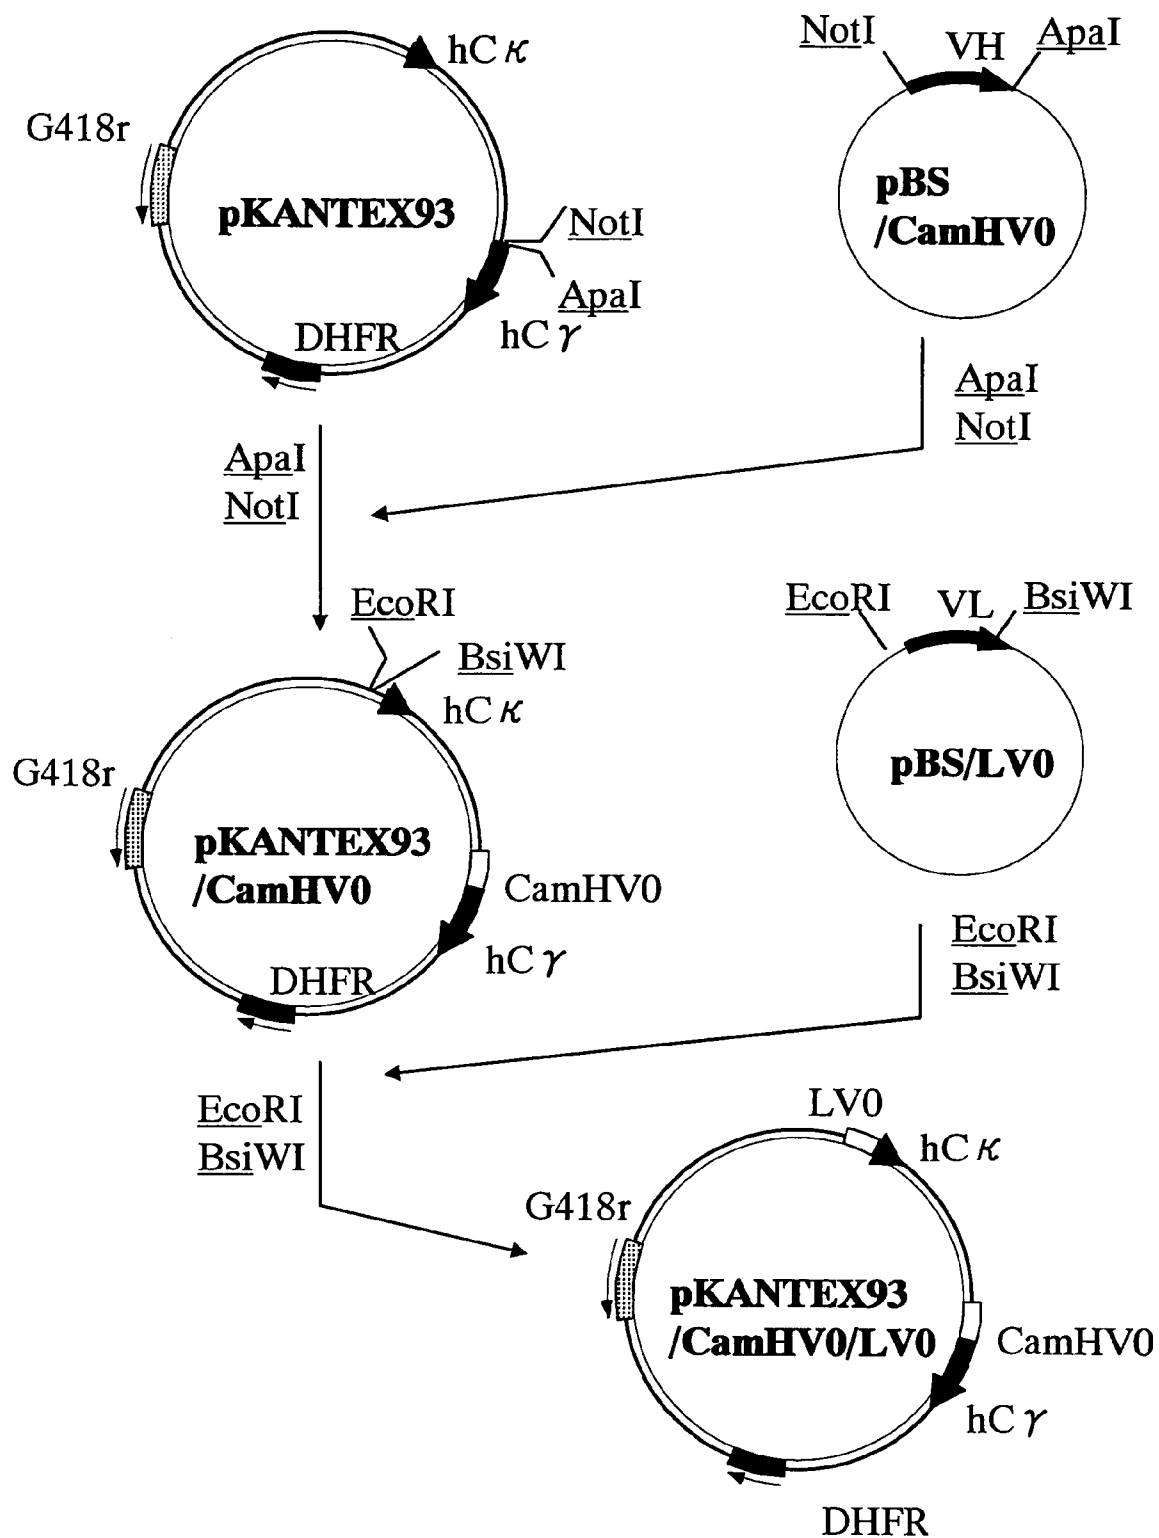 hCκ
G418r
pKANTEX93
NotI
ApaI
hCγ
DHFR
NotI
VH
ApaI
pBS
/CamHV0
ApaI
NotI
ApaI
NotI
EcoRI
BsiWI
hCκ
G418r
pKANTEX93
/CamHV0
CamHV0
hCγ
DHFR
EcoRI
VL
BsiWI
pBS/LV0
EcoRI
BsiWI
EcoRI
BsiWI
LV0
hCκ
G418r
pKANTEX93
/CamHV0/LV0
CamHV0
hCγ
DHFR